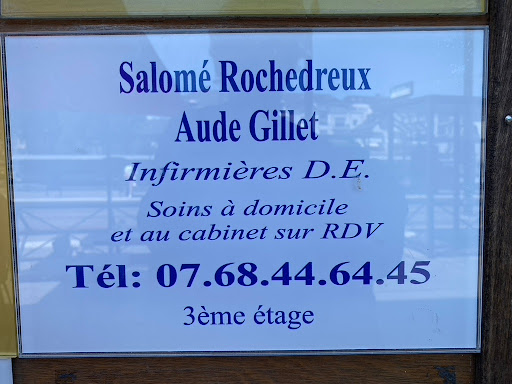 Salomé Rochedreux
Aude Gillet
Infirmières D.E.
Soins à domicile
et au cabinet sur RDV
Tél: 07.68.44.64.45
3ème étage